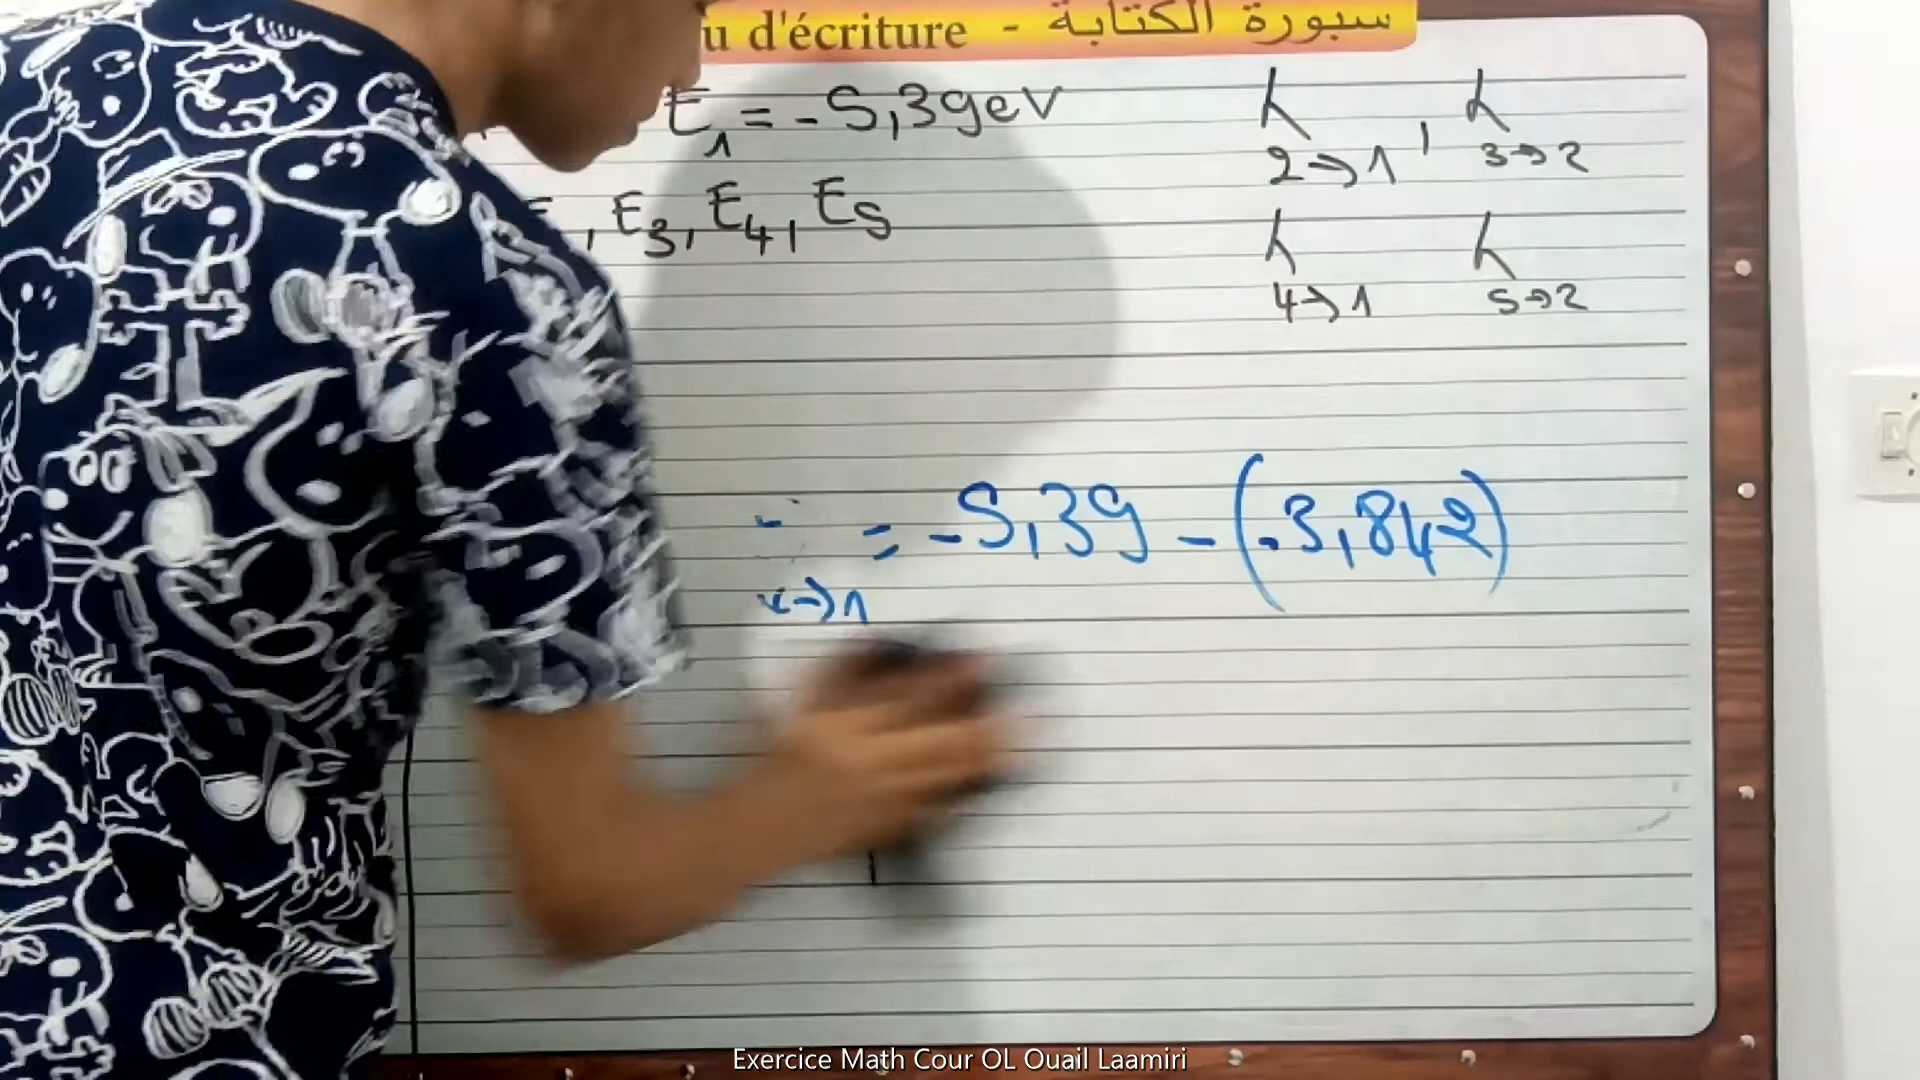 u d'écriture - سبورة الكتابة
E₁ = -5,39eV
, E₃, E₄, E₅
λ 2→1 , λ 3→2
λ 4→1 λ 5→2
= -5,39 - (-3,842)
→1
Exercice Math Cour OL Ouail Laamiri